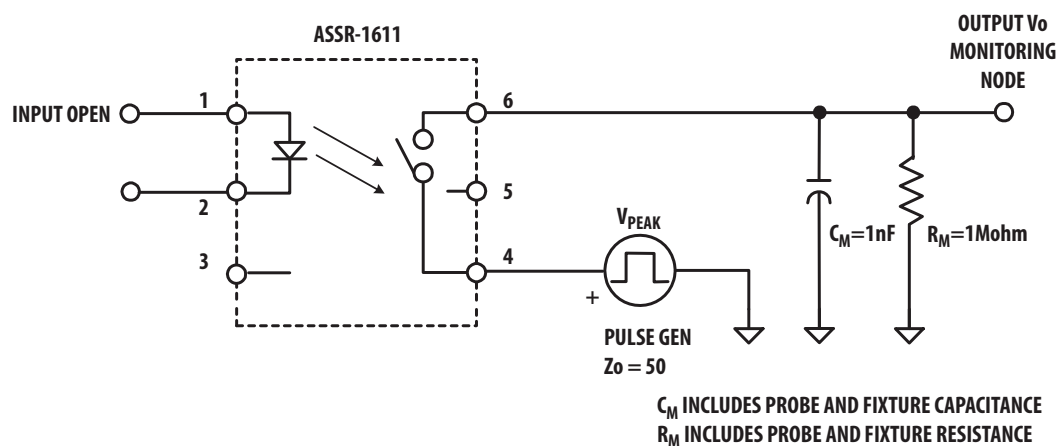 ASSR-1611
OUTPUT Vo
MONITORING
NODE
INPUT OPEN
1
6
2
5
3
4
VPEAK
+
CM=1nF
RM=1Mohm
PULSE GEN
Zo = 50
CM INCLUDES PROBE AND FIXTURE CAPACITANCE
RM INCLUDES PROBE AND FIXTURE RESISTANCE